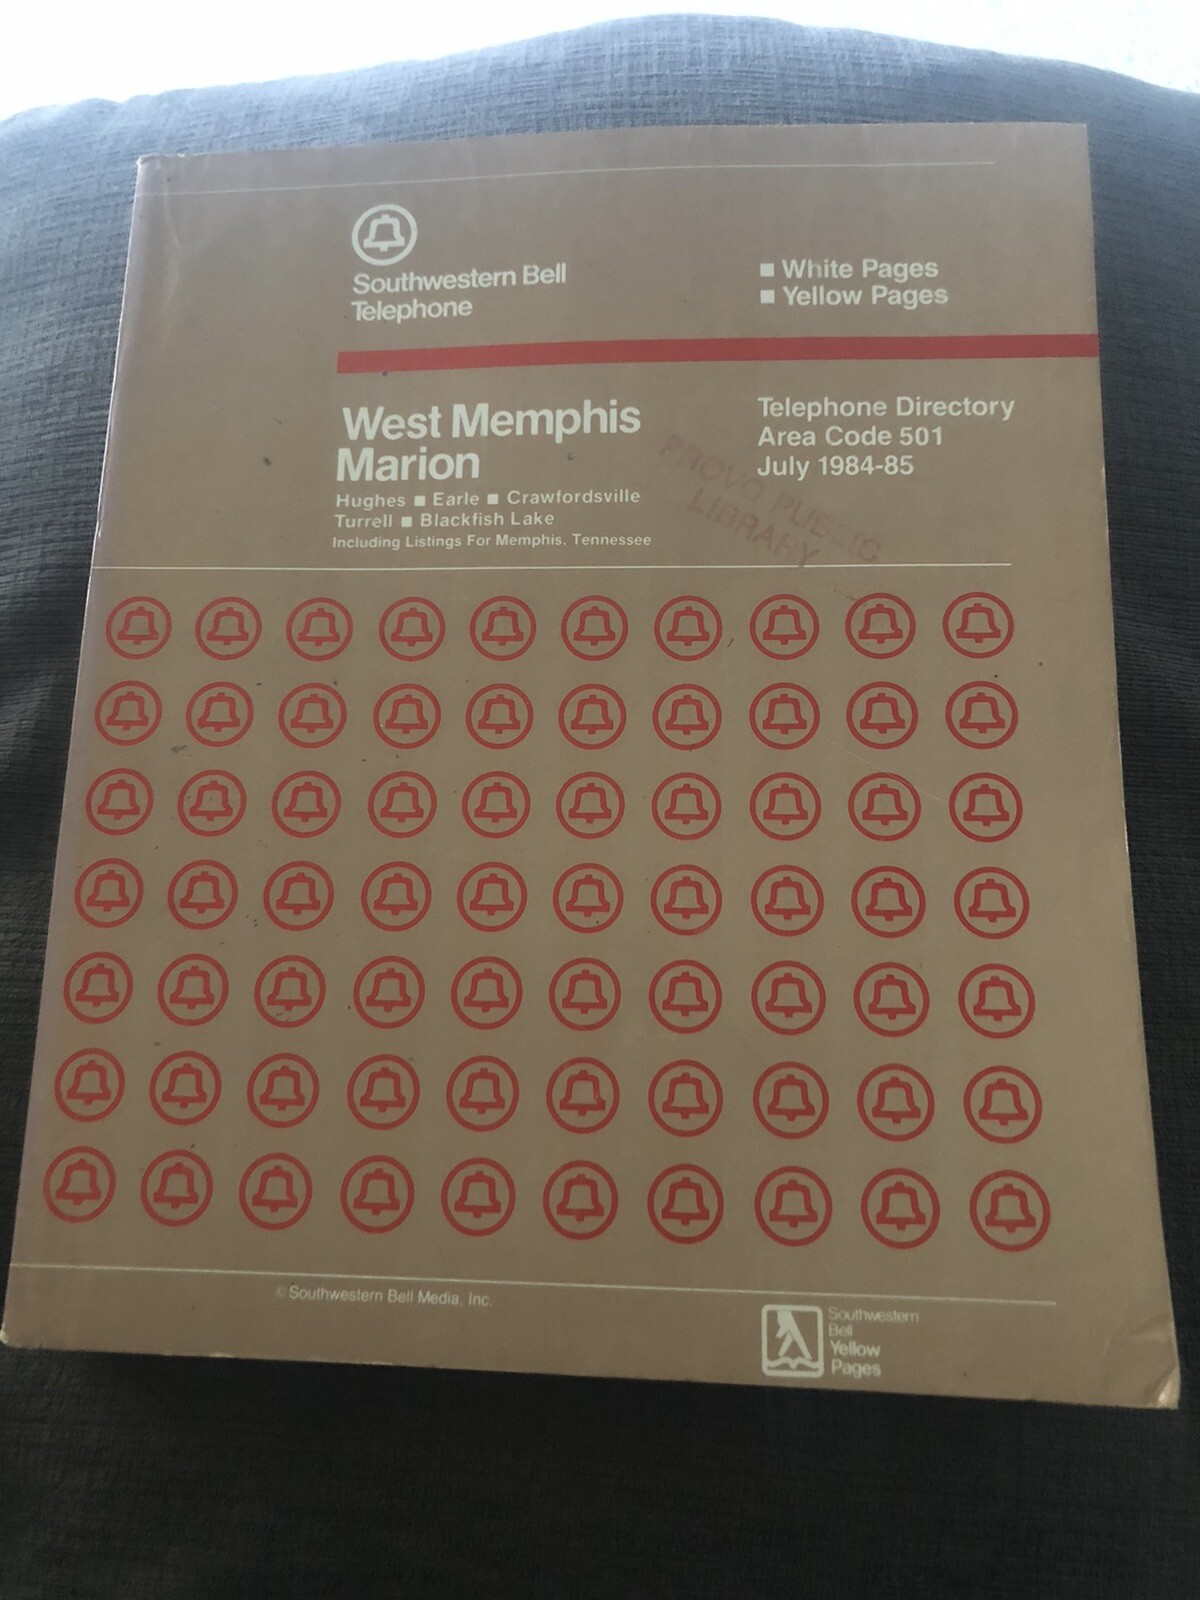 Southwestern Bell
Telephone
■ White Pages
■ Yellow Pages
West Memphis
Marion
Hughes ■ Earle ■ Crawfordsville
Turrell ■ Blackfish Lake
Including Listings For Memphis, Tennessee
Telephone Directory
Area Code 501
July 1984-85
PROVO PUBLIC
LIBRARY
©Southwestern Bell Media, Inc.
Southwestern
Bell
Yellow
Pages